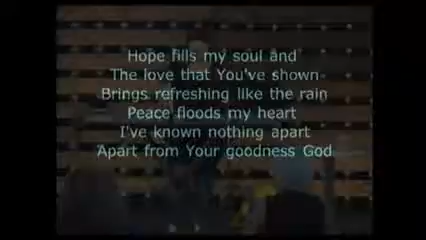 Hope fills my soul and
The love that You've shown
Brings refreshing like the rain
Peace floods my heart
I've known nothing apart
Apart from Your goodness God